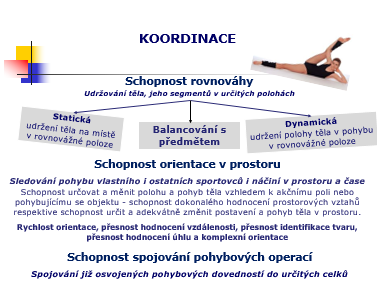 KOORDINACE
Schopnost rovnováhy
Udržování těla, jeho segmentů v určitých polohách
Statická
udržení těla na místě
v rovnovážné poloze
Balancování s
předmětem
Dynamická
udržení polohy těla v pohybu
v rovnovážné poloze
Schopnost orientace v prostoru
Sledování pohybu vlastního i ostatních sportovců i náčiní v prostoru a čase
Schopnost určovat a měnit polohu a pohyb těla vzhledem k akčnímu poli nebo
pohybujícímu se objektu - schopnost dokonalého hodnocení prostorových vztahů
respektive schopnost určit a adekvátně změnit postavení a pohyb těla v prostoru.
Rychlost orientace, přesnost hodnocení vzdálenosti, přesnost identifikace tvaru,
přesnost hodnocení úhlu a komplexní orientace
Schopnost spojování pohybových operací
Spojování již osvojených pohybových dovedností do určitých celků